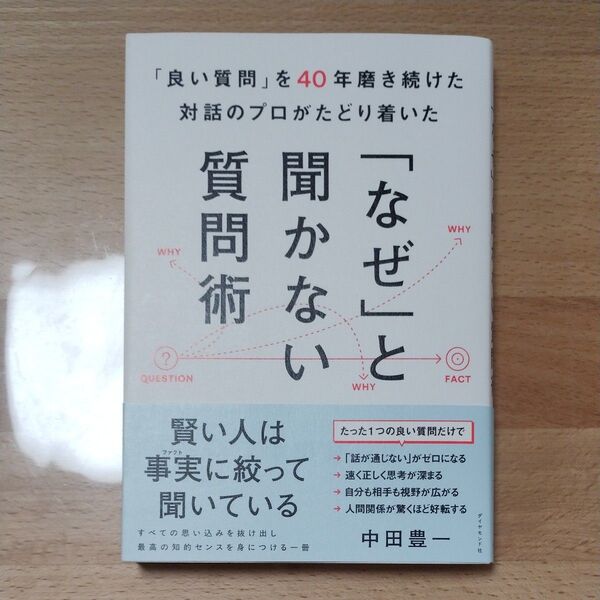 「良い質問」を40年磨き続けた
対話のプロがたどり着いた
「なぜ」と
聞かない
質問術
WHY
WHY
WHY
?
QUESTION
FACT
賢い人は
事実に絞って
ファクト
聞いている
すべての思い込みを抜け出し
最高の知的センスを身につける一冊
たった1つの良い質問だけで
→「話が通じない」がゼロになる
→ 速く正しく思考が深まる
→ 自分も相手も視野が広がる
→ 人間関係が驚くほど好転する
中田豊一
ダイヤモンド社